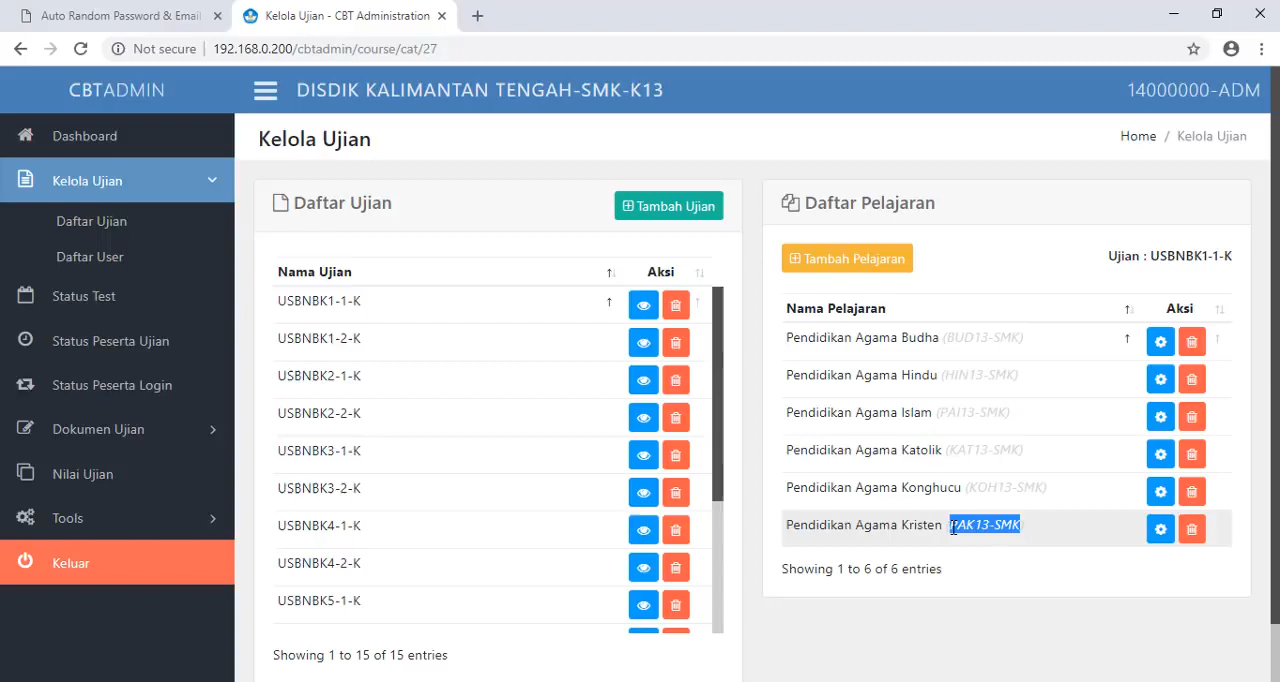 Auto Random Password & Email
Kelola Ujian - CBT Administration
Not secure | 192.168.0.200/cbtadmin/course/cat/27
CBTADMIN
DISDIK KALIMANTAN TENGAH-SMK-K13
14000000-ADM
Dashboard
Kelola Ujian
Daftar Ujian
Daftar User
Status Test
Status Peserta Ujian
Status Peserta Login
Dokumen Ujian
Nilai Ujian
Tools
Keluar
Kelola Ujian
Home / Kelola Ujian
Daftar Ujian
Tambah Ujian
Nama Ujian Aksi
USBNBK1-1-K
USBNBK1-2-K
USBNBK2-1-K
USBNBK2-2-K
USBNBK3-1-K
USBNBK3-2-K
USBNBK4-1-K
USBNBK4-2-K
USBNBK5-1-K
Showing 1 to 15 of 15 entries
Daftar Pelajaran
Tambah Pelajaran
Ujian : USBNBK1-1-K
Nama Pelajaran Aksi
Pendidikan Agama Budha (BUD13-SMK)
Pendidikan Agama Hindu (HIN13-SMK)
Pendidikan Agama Islam (PAI13-SMK)
Pendidikan Agama Katolik (KAT13-SMK)
Pendidikan Agama Konghucu (KOH13-SMK)
Pendidikan Agama Kristen (PAK13-SMK)
Showing 1 to 6 of 6 entries